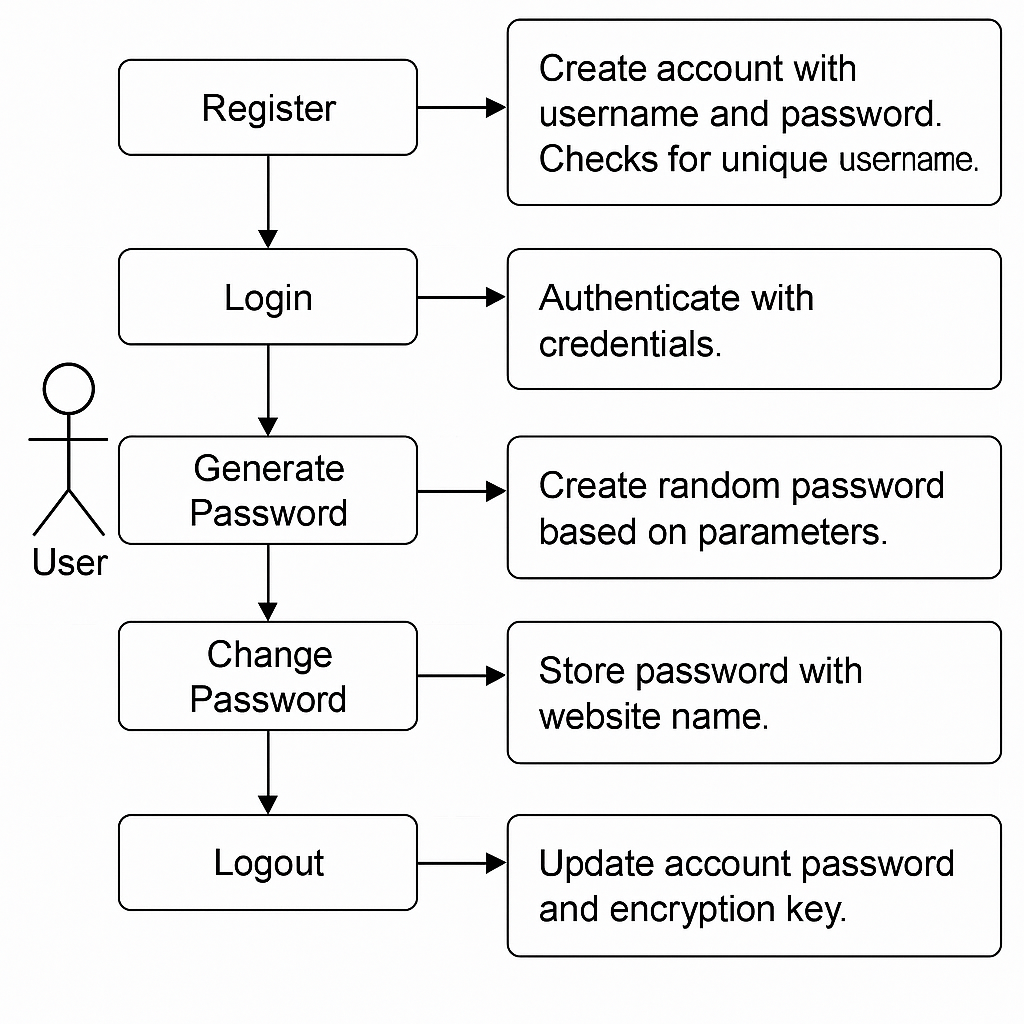 Register
Create account with
username and password.
Checks for unique username.
Login
Authenticate with
credentials.
User
Generate
Password
Create random password
based on parameters.
Change
Password
Store password with
website name.
Logout
Update account password
and encryption key.